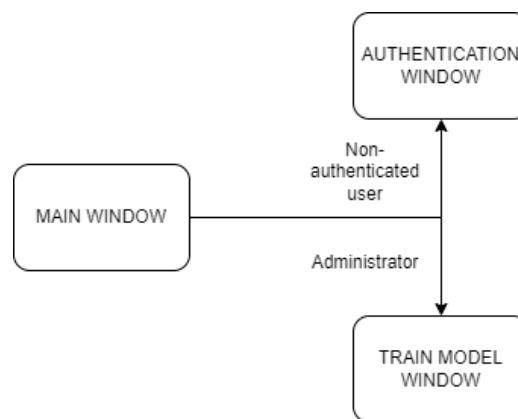 AUTHENTICATION
WINDOW
Non-
authenticated
user
MAIN WINDOW
Administrator
TRAIN MODEL
WINDOW